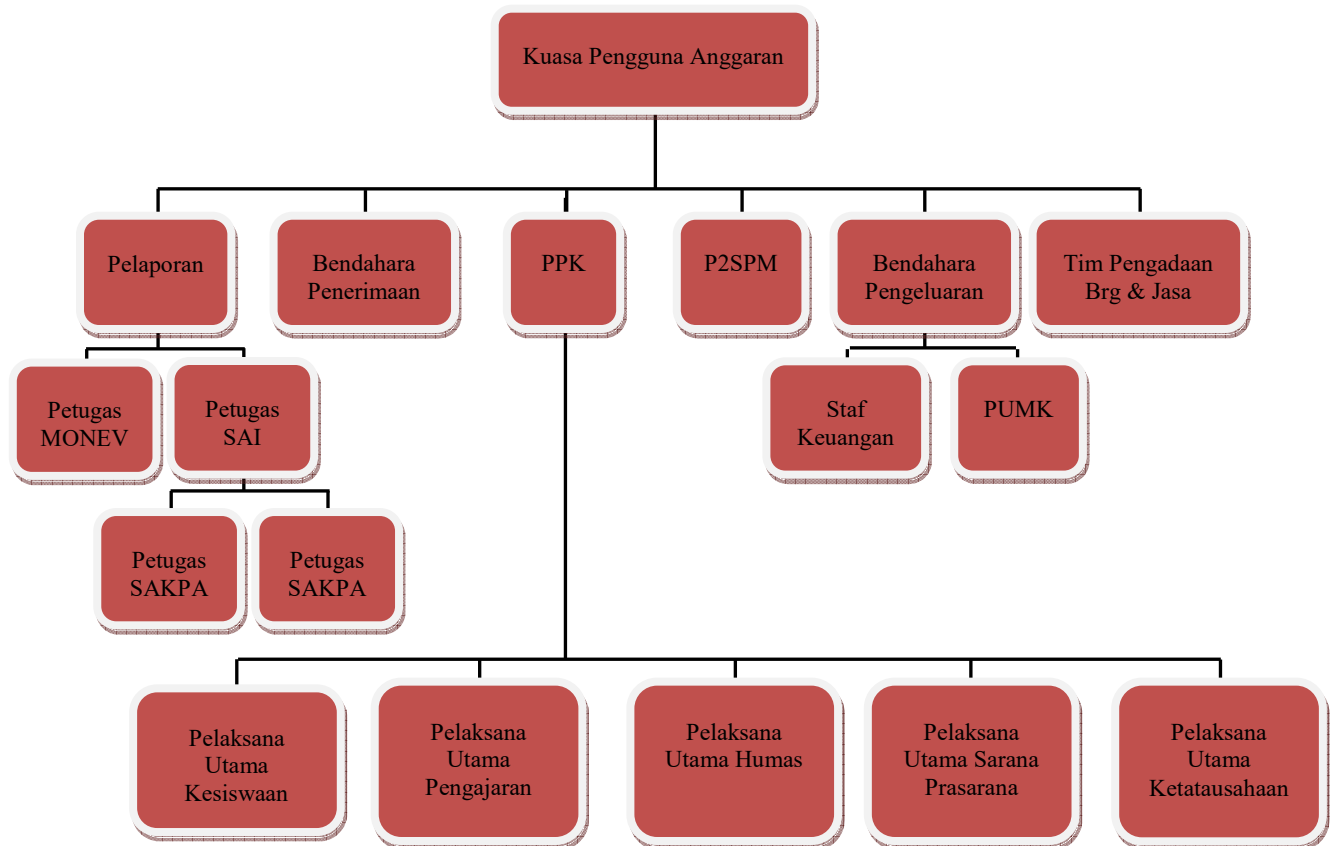 Kuasa Pengguna Anggaran
Pelaporan
Bendahara
Penerimaan
PPK
P2SPM
Bendahara
Pengeluaran
Tim Pengadaan
Brg & Jasa
Petugas
MONEV
Petugas
SAI
Staf
Keuangan
PUMK
Petugas
SAKPA
Petugas
SAKPA
Pelaksana
Utama
Kesiswaan
Pelaksana
Utama
Pengajaran
Pelaksana
Utama Humas
Pelaksana
Utama Sarana
Prasarana
Pelaksana
Utama
Ketatausahaan